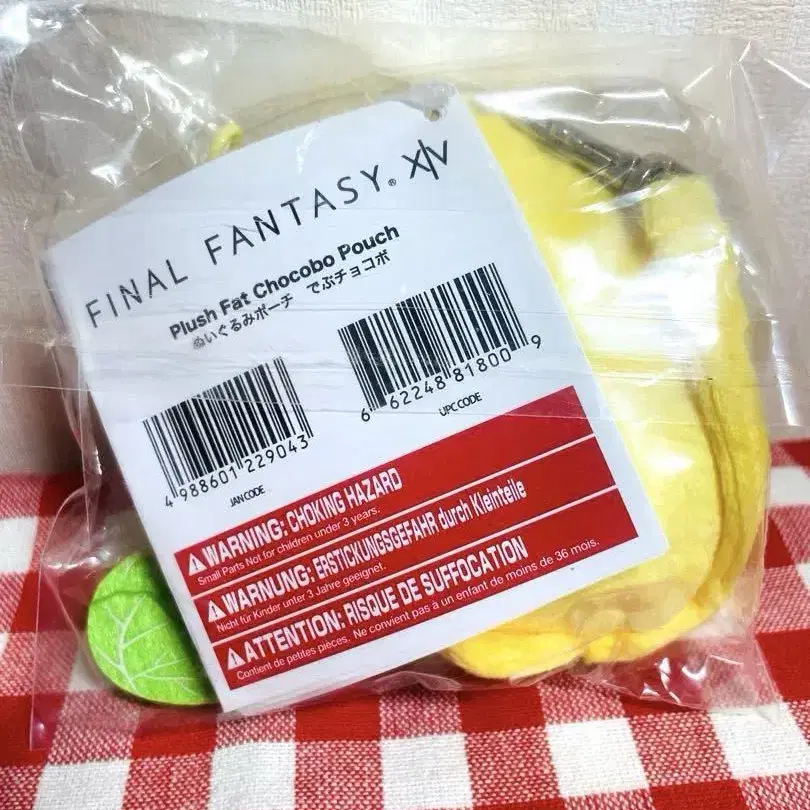 FINAL FANTASY® XIV
Plush Fat Chocobo Pouch
ぬいぐるみポーチ でぶチョコボ
4 988601 229043
JAN CODE
6 62248 81800 9
UPC CODE
WARNING: CHOKING HAZARD
Small Parts Not for children under 3 years.
WARNUNG: ERSTICKUNGSGEFAHR durch Kleinteile
Nicht für Kinder unter 3 Jahre geeignet.
ATTENTION: RISQUE DE SUFFOCATION
Contient de petites pièces. Ne convient pas à un enfant de moins de 36 mois.